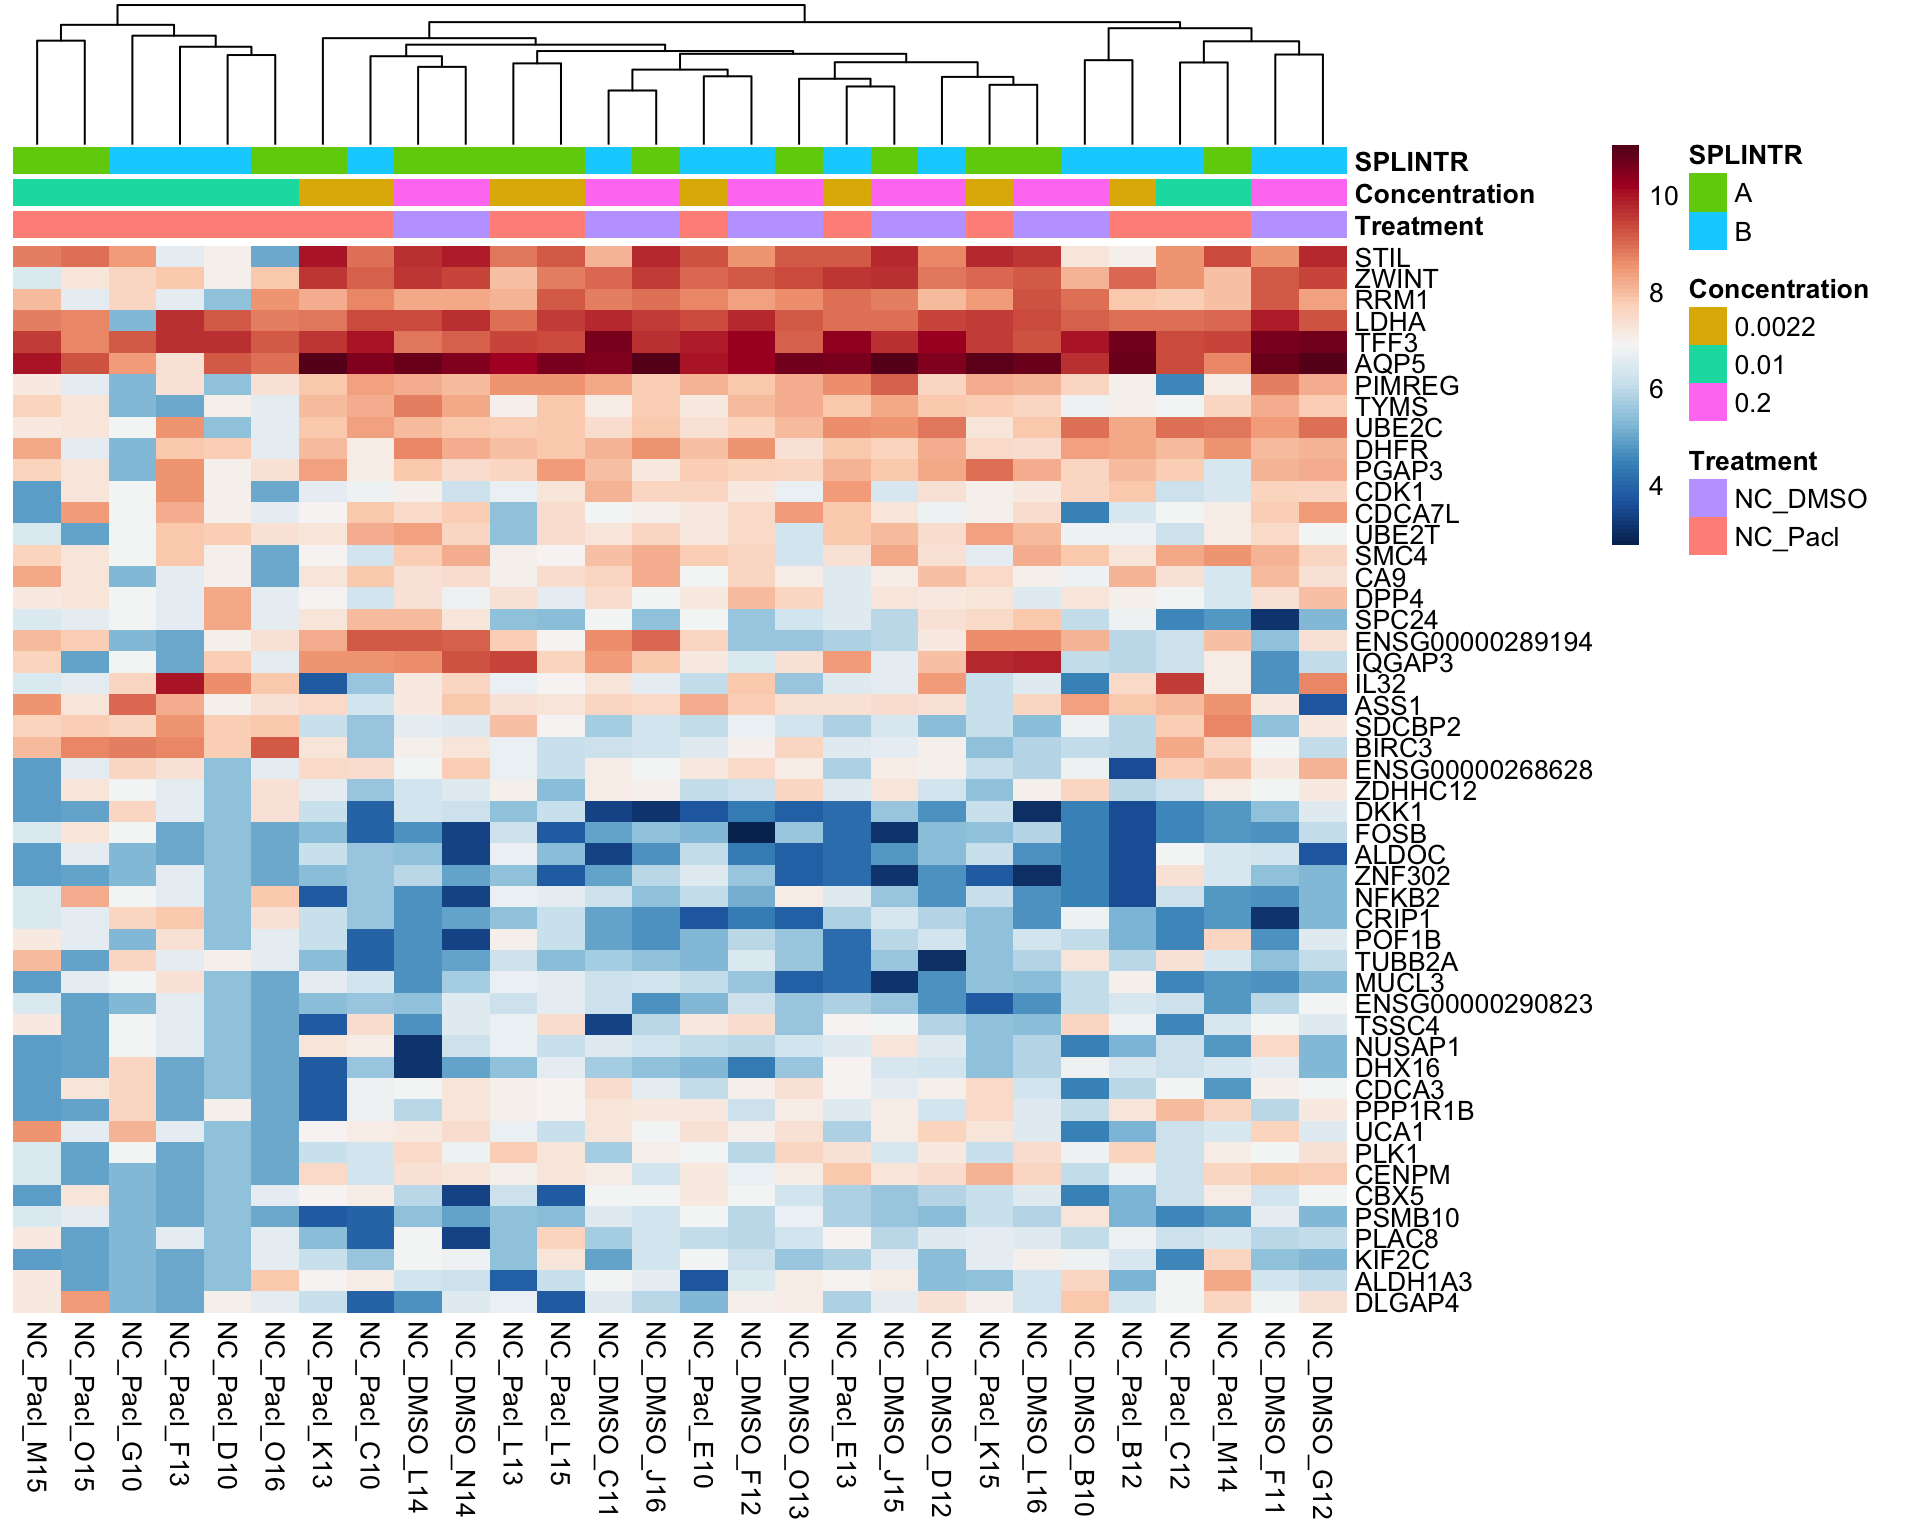 SPLINTR
Concentration
Treatment
STIL
ZWINT
RRM1
LDHA
TFF3
AQP5
PIMREG
TYMS
UBE2C
DHFR
PGAP3
CDK1
CDCA7L
UBE2T
SMC4
CA9
DPP4
SPC24
ENSG00000289194
IQGAP3
IL32
ASS1
SDCBP2
BIRC3
ENSG00000268628
ZDHHC12
DKK1
FOSB
ALDOC
ZNF302
NFKB2
CRIP1
POF1B
TUBB2A
MUCL3
ENSG00000290823
TSSC4
NUSAP1
DHX16
CDCA3
PPP1R1B
UCA1
PLK1
CENPM
CBX5
PSMB10
PLAC8
KIF2C
ALDH1A3
DLGAP4
NC_Pacl_M15
NC_Pacl_O15
NC_Pacl_G10
NC_Pacl_F13
NC_Pacl_D10
NC_Pacl_O16
NC_Pacl_K13
NC_Pacl_C10
NC_DMSO_L14
NC_DMSO_N14
NC_Pacl_L13
NC_Pacl_L15
NC_DMSO_C11
NC_DMSO_J16
NC_Pacl_E10
NC_DMSO_F12
NC_DMSO_O13
NC_Pacl_E13
NC_DMSO_J15
NC_DMSO_D12
NC_Pacl_K15
NC_DMSO_L16
NC_DMSO_B10
NC_Pacl_B12
NC_Pacl_C12
NC_Pacl_M14
NC_DMSO_F11
NC_DMSO_G12
10
8
6
4
SPLINTR
A
B
Concentration
0.0022
0.01
0.2
Treatment
NC_DMSO
NC_Pacl